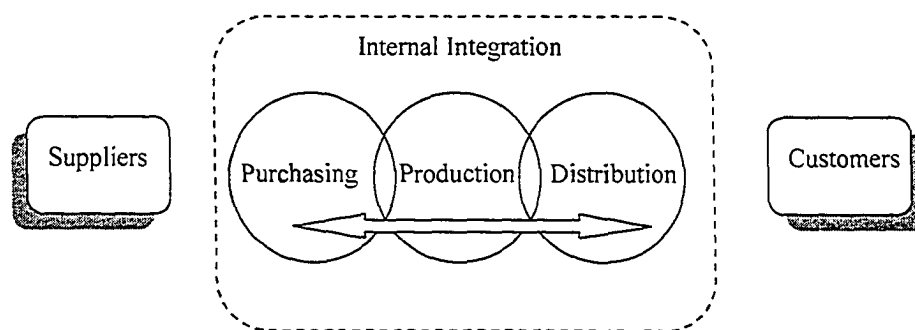 Internal Integration
Suppliers
Purchasing
Production
Distribution
Customers